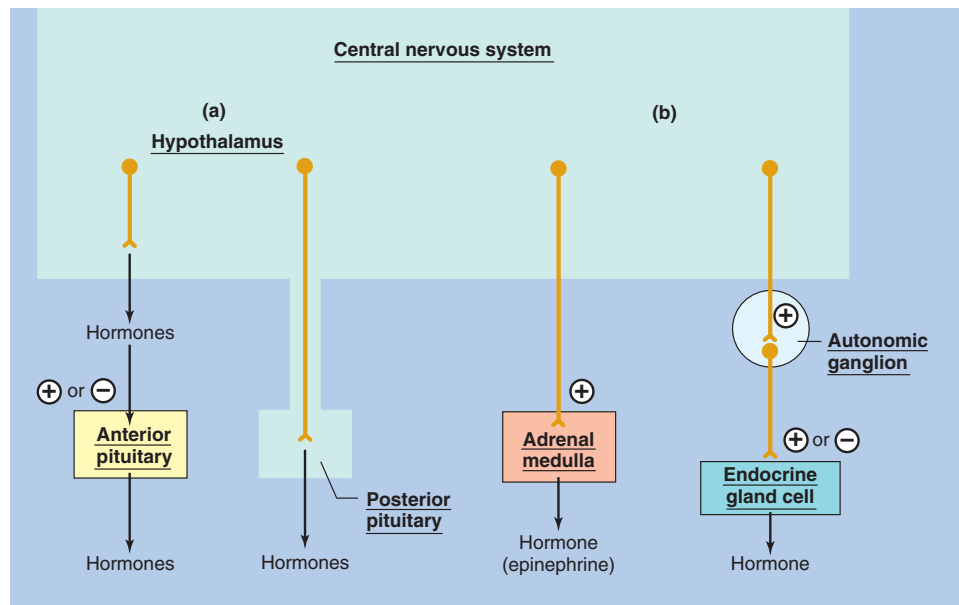 Central nervous system
(a)
Hypothalamus
(b)
Hormones
+ or −
Anterior
pituitary
Hormones
Posterior
pituitary
Hormones
+
Adrenal
medulla
Hormone
(epinephrine)
+
Autonomic
ganglion
+ or −
Endocrine
gland cell
Hormone